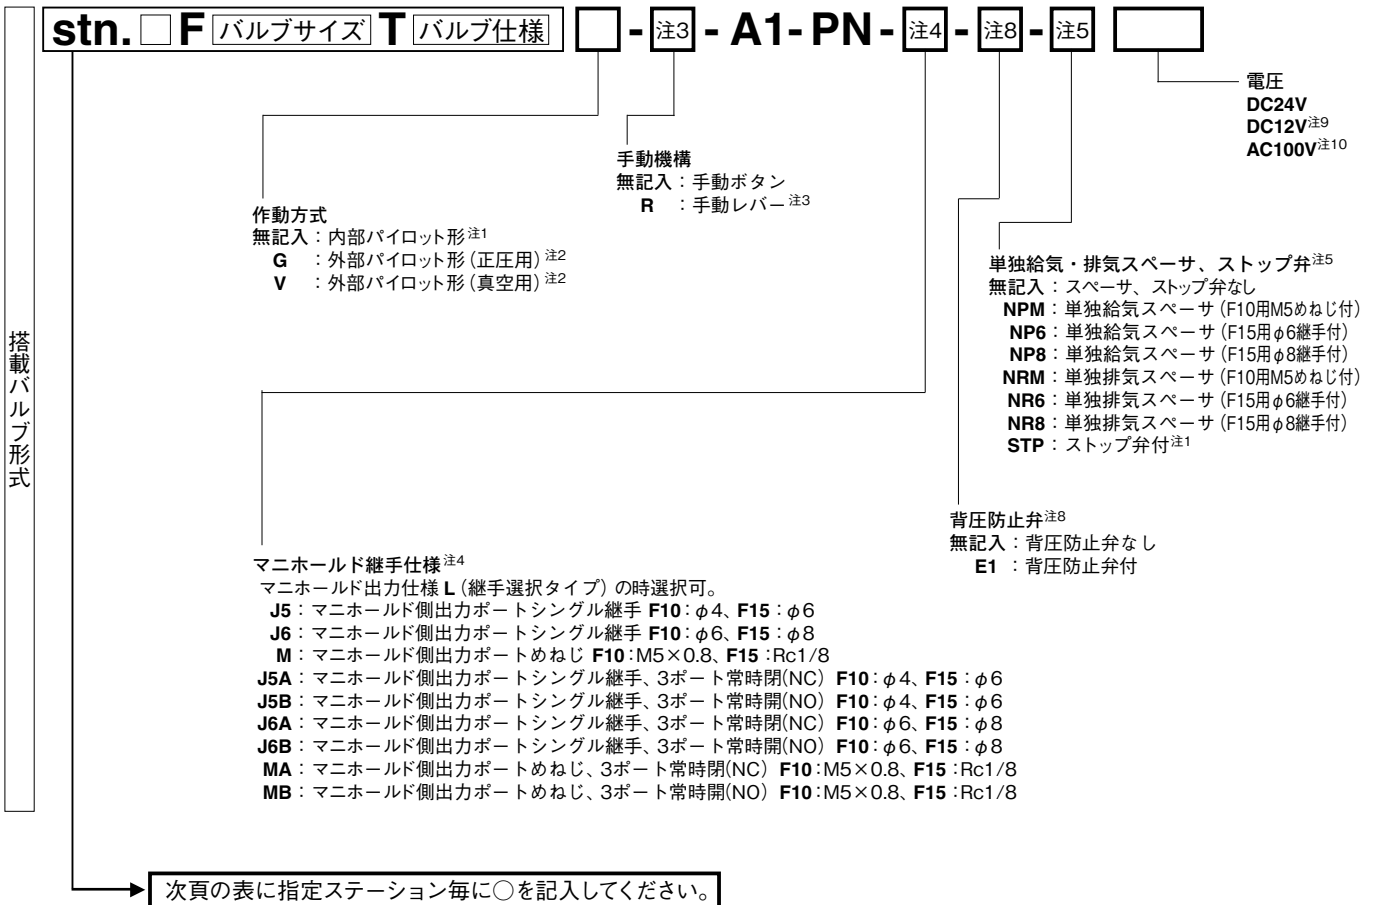 stn. □ F バルブサイズ T バルブ仕様 □ - 注3 - A1 - PN - 注4 - 注8 - 注5 □
搭載バルブ形式
電圧
DC24V
DC12V注9
AC100V注10
手動機構
無記入：手動ボタン
R ：手動レバー注3
作動方式
無記入：内部パイロット形注1
G ：外部パイロット形（正圧用）注2
V ：外部パイロット形（真空用）注2
単独給気・排気スペーサ、ストップ弁注5
無記入：スペーサ、ストップ弁なし
NPM：単独給気スペーサ（F10用M5めねじ付）
NP6：単独給気スペーサ（F15用φ6継手付）
NP8：単独給気スペーサ（F15用φ8継手付）
NRM：単独排気スペーサ（F10用M5めねじ付）
NR6：単独排気スペーサ（F15用φ6継手付）
NR8：単独排気スペーサ（F15用φ8継手付）
STP：ストップ弁付注1
背圧防止弁注8
無記入：背圧防止弁なし
E1 ：背圧防止弁付
マニホールド継手仕様注4
マニホールド出力仕様 L（継手選択タイプ）の時選択可。
J5：マニホールド側出力ポートシングル継手 F10：φ4、F15：φ6
J6：マニホールド側出力ポートシングル継手 F10：φ6、F15：φ8
M：マニホールド側出力ポートめねじ F10：M5×0.8、F15：Rc1/8
J5A：マニホールド側出力ポートシングル継手、3ポート常時閉(NC) F10：φ4、F15：φ6
J5B：マニホールド側出力ポートシングル継手、3ポート常時開(NO) F10：φ4、F15：φ6
J6A：マニホールド側出力ポートシングル継手、3ポート常時閉(NC) F10：φ6、F15：φ8
J6B：マニホールド側出力ポートシングル継手、3ポート常時開(NO) F10：φ6、F15：φ8
MA：マニホールド側出力ポートめねじ、3ポート常時閉(NC) F10：M5×0.8、F15：Rc1/8
MB：マニホールド側出力ポートめねじ、3ポート常時開(NO) F10：M5×0.8、F15：Rc1/8
次頁の表に指定ステーション毎に○を記入してください。